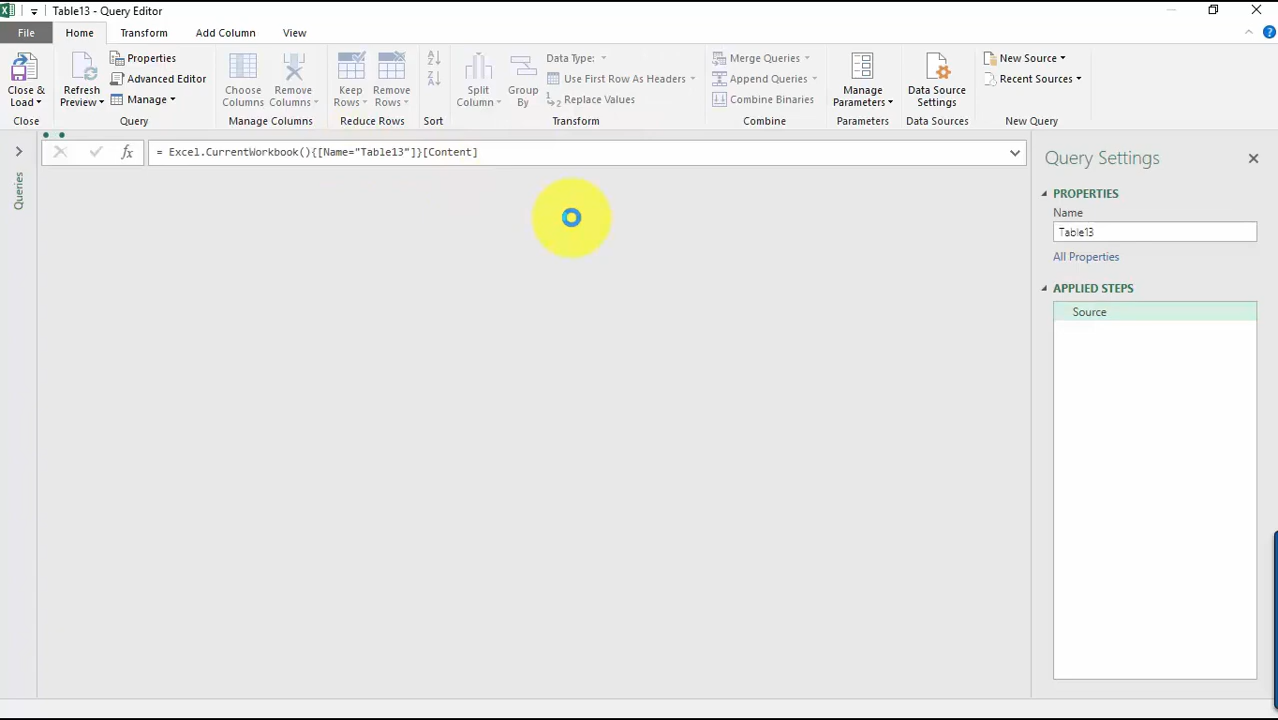 Table13 - Query Editor
File Home Transform Add Column View
Close & Load
Refresh Preview
Properties
Advanced Editor
Manage
Choose Columns
Remove Columns
Keep Rows
Remove Rows
Split Column
Group By
Data Type:
Use First Row As Headers
Replace Values
Merge Queries
Append Queries
Combine Binaries
Manage Parameters
Data Source Settings
New Source
Recent Sources
Close Query Manage Columns Reduce Rows Sort Transform Combine Parameters Data Sources New Query
fx = Excel.CurrentWorkbook(){[Name="Table13"]}[Content]
Queries
Query Settings
PROPERTIES
Name
Table13
All Properties
APPLIED STEPS
Source